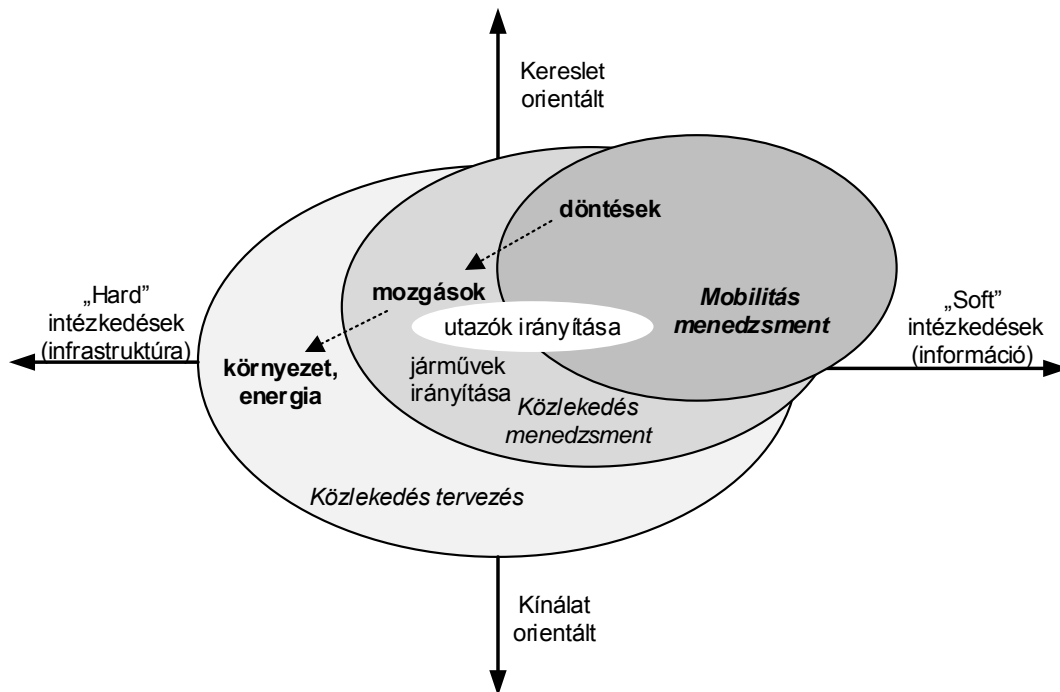 Kereslet
orientált
döntések
„Hard”
intézkedések
(infrastruktúra)
mozgások
Mobilitás
menedzsment
„Soft”
intézkedések
(információ)
utazók irányítása
környezet,
energia
járművek
irányítása
Közlekedés
menedzsment
Közlekedés tervezés
Kínálat
orientált